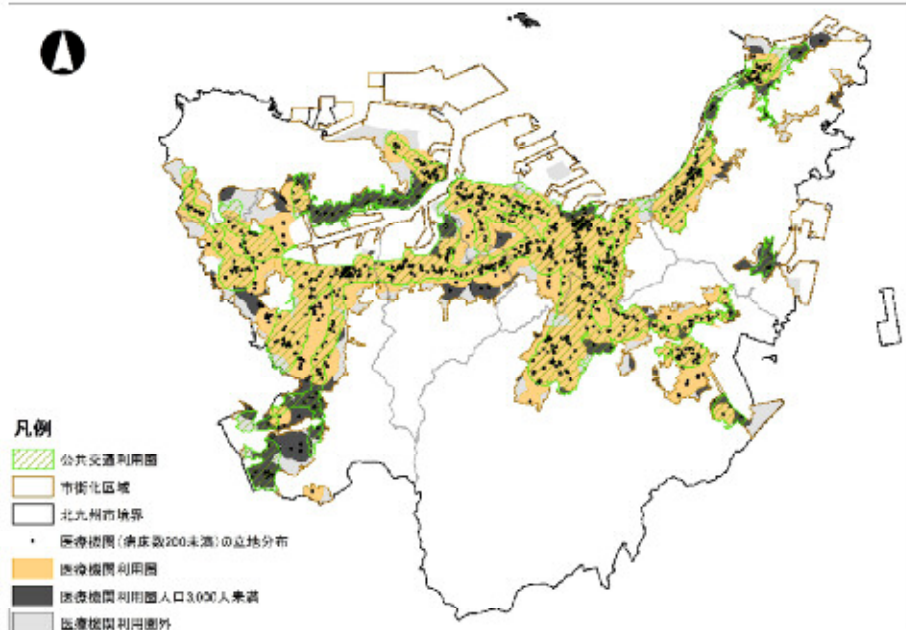 凡例
公共交通利用圏
市街化区域
北九州市境界
医療機関(病床数200未満)の立地分布
医療機関利用圏
医療機関利用圏人口3,000人未満
医療機関利用圏外